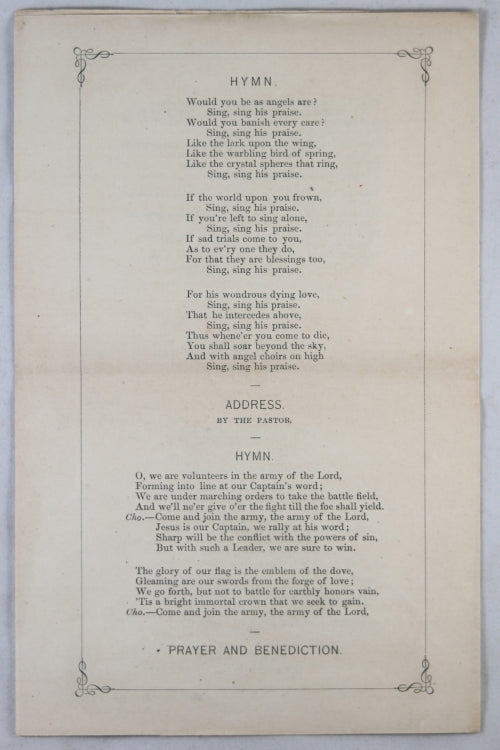 HYMN.
Would you be as angels are?
Sing, sing his praise.
Would you banish every care?
Sing, sing his praise.
Like the lark upon the wing,
Like the warbling bird of spring,
Like the crystal spheres that ring,
Sing, sing his praise.
If the world upon you frown,
Sing, sing his praise.
If you're left to sing alone,
Sing, sing his praise.
If sad trials come to you,
As to ev'ry one they do,
For that they are blessings too,
Sing, sing his praise.
For his wondrous dying love,
Sing, sing his praise.
That he intercedes above,
Sing, sing his praise.
Thus whene'er you come to die,
You shall soar beyond the sky,
And with angel choirs on high
Sing, sing his praise.
ADDRESS.
BY THE PASTOR.
HYMN.
O, we are volunteers in the army of the Lord,
Forming into line at our Captain's word;
We are under marching orders to take the battle field,
And we'll ne'er give o'er the fight till the foe shall yield.
Cho.—Come and join the army, the army of the Lord,
Jesus is our Captain, we rally at his word;
Sharp will be the conflict with the powers of sin,
But with such a Leader, we are sure to win.
The glory of our flag is the emblem of the dove,
Gleaming are our swords from the forge of love;
We go forth, but not to battle for earthly honors vain,
'Tis a bright immortal crown that we seek to gain.
Cho.—Come and join the army, the army of the Lord,
PRAYER AND BENEDICTION.